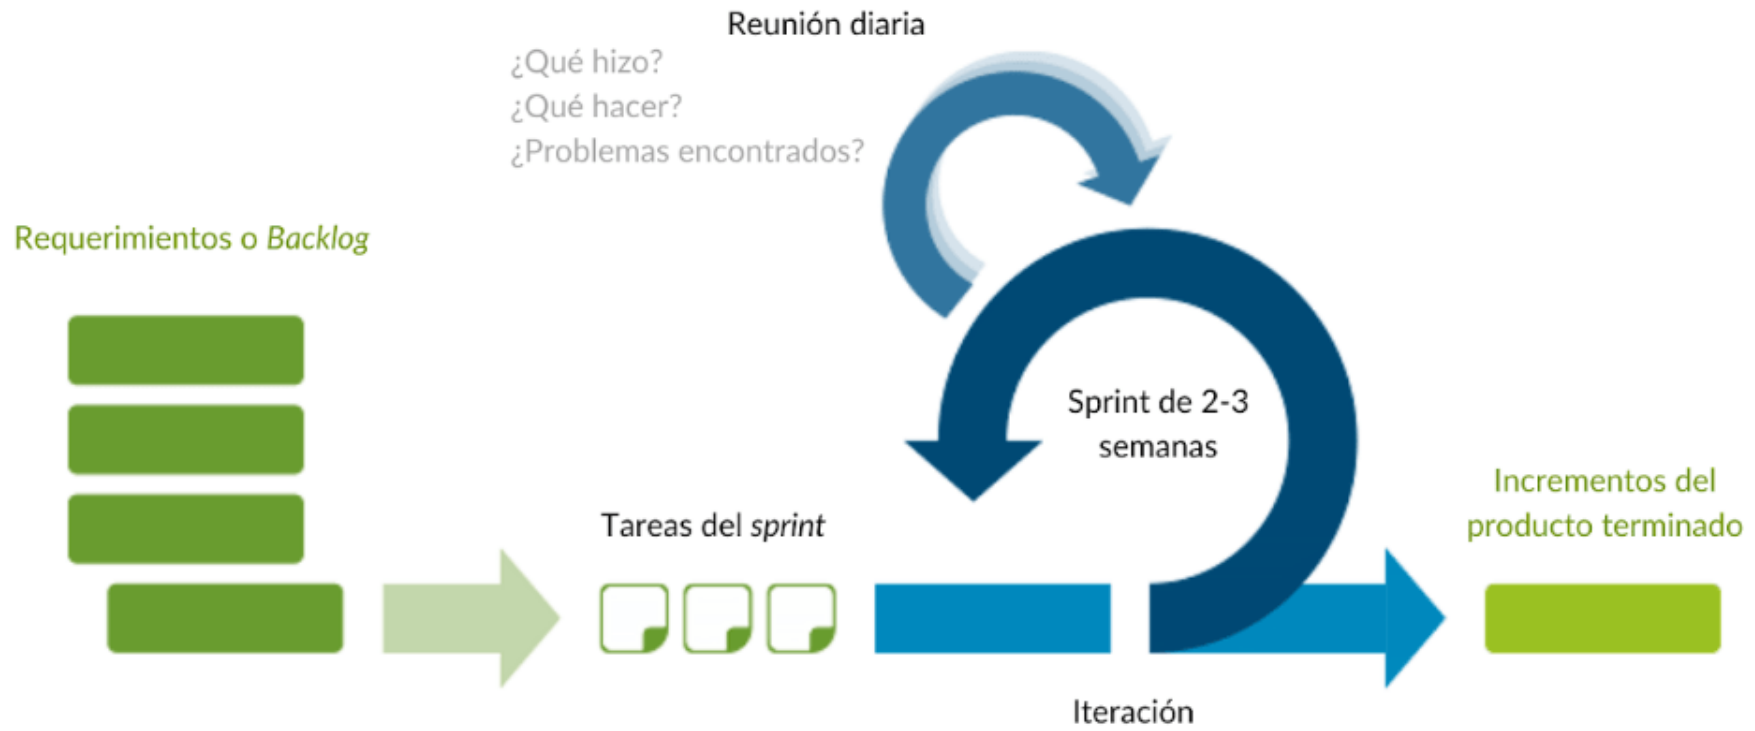 Reunión diaria
¿Qué hizo?
¿Qué hacer?
¿Problemas encontrados?
Requerimientos o Backlog
Sprint de 2-3
semanas
Tareas del sprint
Incrementos del
producto terminado
Iteración